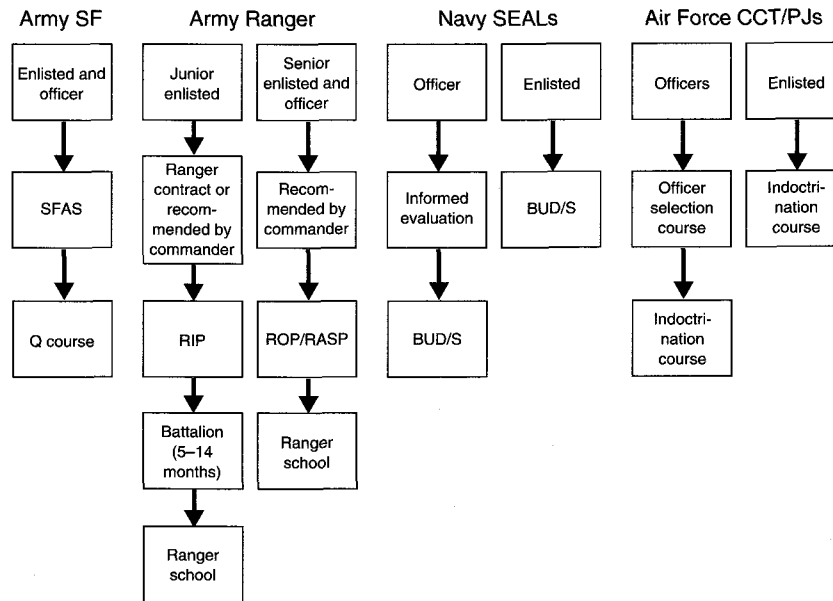 Army SF
Army Ranger
Navy SEALs
Air Force CCT/PJs
Enlisted and
officer
SFAS
Q course
Junior
enlisted
Ranger
contract or
recom-
mended by
commander
RIP
Battalion
(5–14
months)
Ranger
school
Senior
enlisted and
officer
Recom-
mended by
commander
ROP/RASP
Ranger
school
Officer
Informed
evaluation
BUD/S
Enlisted
BUD/S
Officers
Officer
selection
course
Indoctri-
nation
course
Enlisted
Indoctri-
nation
course